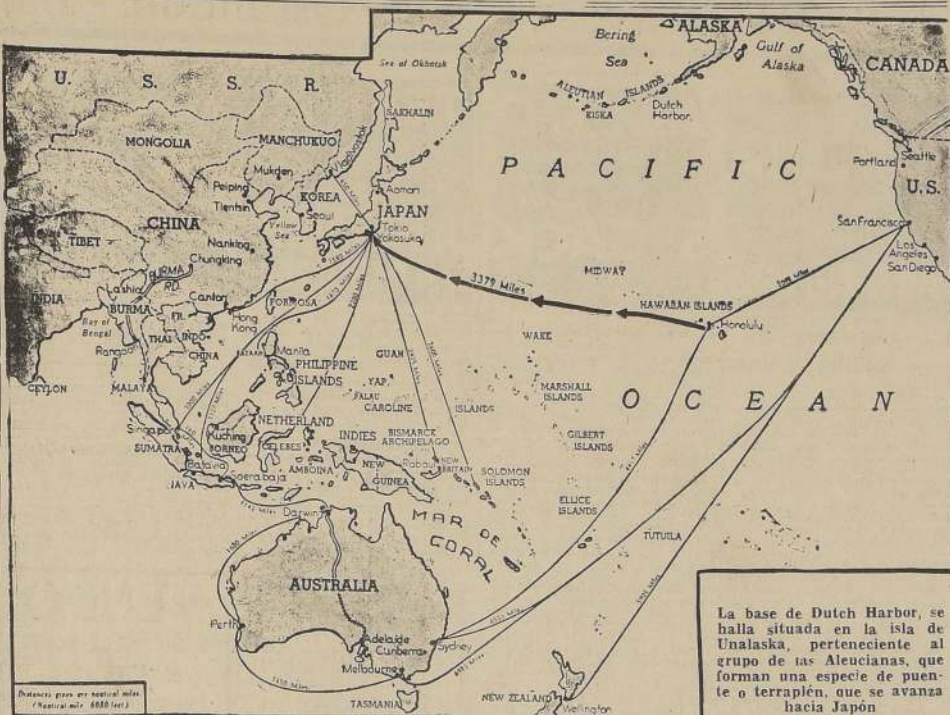 ALASKA
Bering
Sea
Gulf of
Alaska
CANADA
Sea of Okhotsk
U. S. S. R.
ALEUTIAN ISLANDS
KISKA
Dutch
Harbor
SAKHALIN
MONGOLIA
MANCHUKUO
Vladivostok
PACIFIC
Portland
Seattle
U.S.
Mukden
Peiping
Tientsin
KOREA
Seoul
Yellow
Sea
Aomori
JAPAN
Tokio
Yokosuka
San Francisco
Los
Angeles
San Diego
CHINA
TIBET
Nanking
Chungking
BURMA
RD.
Lashio
INDIA
BURMA
Canton
Hong
Kong
FORMOSA
3379 Miles
MIDWAY
HAWAIIAN ISLANDS
Honolulu
Bay of
Bengal
FR.
THAI
INDO-
CHINA
Rangoon
BATAAN
Manila
PHILIPPINE
ISLANDS
GUAM
WAKE
YAP
PALAU
CAROLINE
ISLANDS
MARSHALL
ISLANDS
OCEAN
CEYLON
MALAYA
Singapore
SUMATRA
Kuching
BORNEO
NETHERLAND
INDIES
CELEBES
AMBOINA
BISMARCK
ARCHIPELAGO
Rabaul
NEW
BRITAIN
NEW
GUINEA
GILBERT
ISLANDS
SOLOMON
ISLANDS
ELLICE
ISLANDS
Batavia
JAVA
Soerabaja
Darwin
MAR DE
CORAL
TUTUILA
AUSTRALIA
Perth
Adelaide
Canberra
Sydney
Melbourne
TASMANIA
NEW ZEALAND
Wellington
Distances given are nautical miles
(Nautical mile 6080 feet)
La base de Dutch Harbor, se
halla situada en la isla de
Unalaska, perteneciente al
grupo de las Aleucianas, que
forman una especie de puen-
te o terraplén, que se avanza
hacia Japón